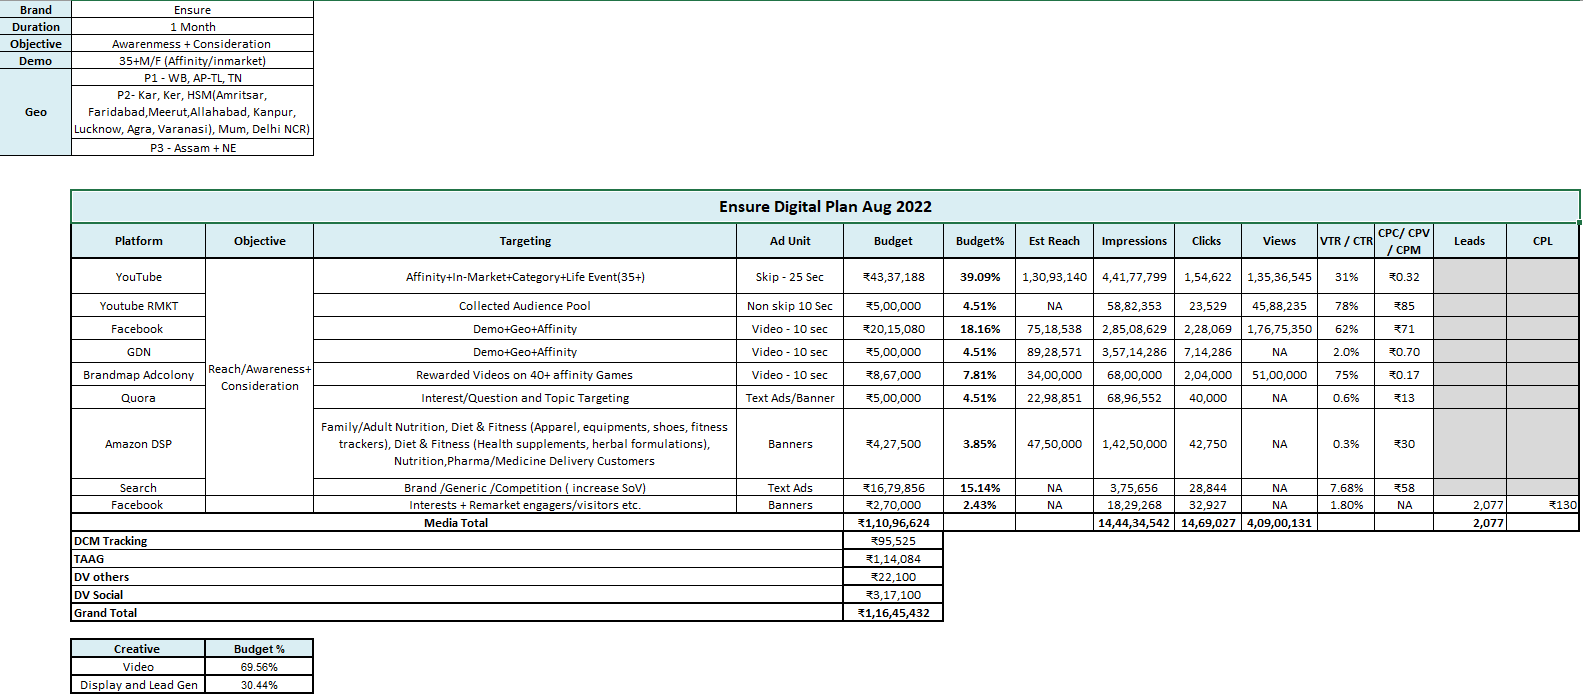 Brand Ensure
Duration 1 Month
Objective Awarenmess + Consideration
Demo 35+M/F (Affinity/inmarket)
P1 - WB, AP-TL, TN
P2- Kar, Ker, HSM(Amritsar,
Geo Faridabad,Meerut,Allahabad, Kanpur,
Lucknow, Agra, Varanasi), Mum, Delhi NCR)
P3 - Assam + NE
Ensure Digital Plan Aug 2022
Platform Objective Targeting Ad Unit Budget Budget% Est Reach Impressions Clicks Views VTR / CTR CPC/ CPV / CPM Leads CPL
YouTube Affinity+In-Market+Category+Life Event(35+) Skip - 25 Sec ₹43,37,188 39.09% 1,30,93,140 4,41,77,799 1,54,622 1,35,36,545 31% ₹0.32
Youtube RMKT Collected Audience Pool Non skip 10 Sec ₹5,00,000 4.51% NA 58,82,353 23,529 45,88,235 78% ₹85
Facebook Demo+Geo+Affinity Video - 10 sec ₹20,15,080 18.16% 75,18,538 2,85,08,629 2,28,069 1,76,75,350 62% ₹71
GDN Demo+Geo+Affinity Video - 10 sec ₹5,00,000 4.51% 89,28,571 3,57,14,286 7,14,286 NA 2.0% ₹0.70
Reach/Awareness+
Consideration
Brandmap Adcolony Rewarded Videos on 40+ affinity Games Video - 10 sec ₹8,67,000 7.81% 34,00,000 68,00,000 2,04,000 51,00,000 75% ₹0.17
Quora Interest/Question and Topic Targeting Text Ads/Banner ₹5,00,000 4.51% 22,98,851 68,96,552 40,000 NA 0.6% ₹13
Family/Adult Nutrition, Diet & Fitness (Apparel, equipments, shoes, fitness
Amazon DSP trackers), Diet & Fitness (Health supplements, herbal formulations), Banners ₹4,27,500 3.85% 47,50,000 1,42,50,000 42,750 NA 0.3% ₹30
Nutrition,Pharma/Medicine Delivery Customers
Search Brand /Generic /Competition ( increase SoV) Text Ads ₹16,79,856 15.14% NA 3,75,656 28,844 NA 7.68% ₹58
Facebook Interests + Remarket engagers/visitors etc. Banners ₹2,70,000 2.43% NA 18,29,268 32,927 NA 1.80% NA 2,077 ₹130
Media Total ₹1,10,96,624 14,44,34,542 14,69,027 4,09,00,131 2,077
DCM Tracking ₹95,525
TAAG ₹1,14,084
DV others ₹22,100
DV Social ₹3,17,100
Grand Total ₹1,16,45,432
Creative Budget %
Video 69.56%
Display and Lead Gen 30.44%